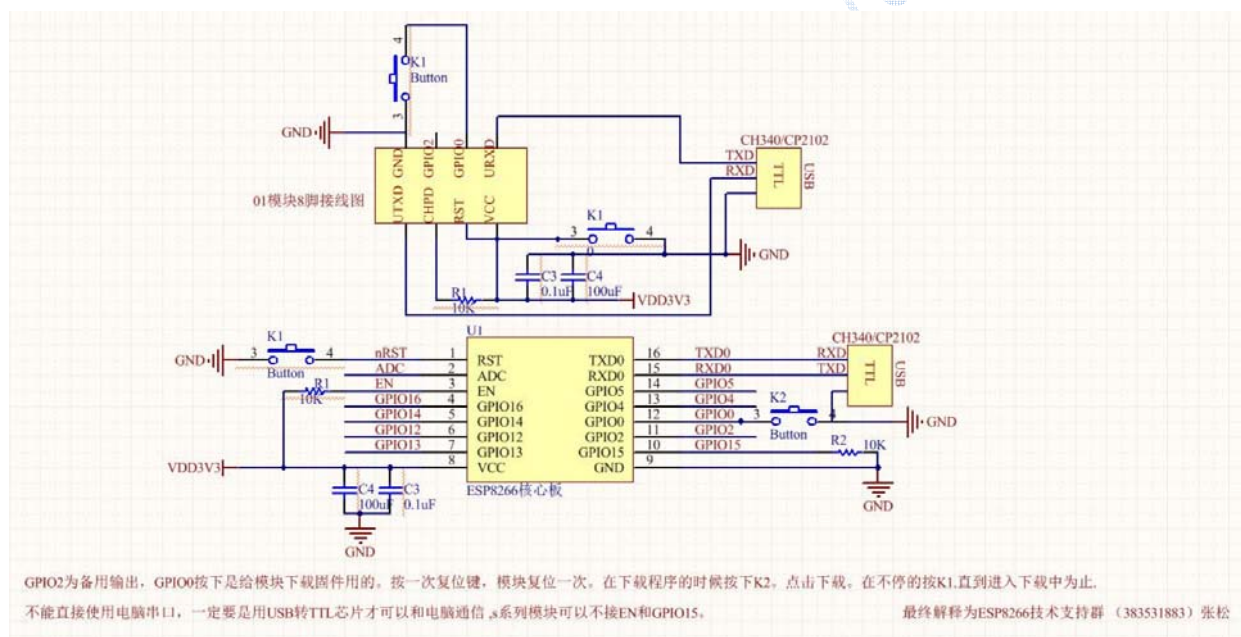 4
K1
Button
3
GND
GND
GPIO2
GPIO0
URXD
UTXD
CHPD
RST
VCC
01模块8脚接线图
CH340/CP2102
TXD
RXD
TTL
USB
K1
3
4
0
GND
C3
0.1uF
C4
100uF
VDD3V3
R1
10K
U1
K1
GND
3
4
Button
nRST
1
RST
ADC
2
ADC
EN
3
EN
R1
10K
GPIO16
4
GPIO16
GPIO14
5
GPIO14
GPIO12
6
GPIO12
GPIO13
7
GPIO13
VDD3V3
8
VCC
C4
100uF
C3
0.1uF
GND
ESP8266核心板
TXD0
16
TXD0
RXD0
15
RXD0
GPIO5
14
GPIO5
GPIO4
13
GPIO4
GPIO0
12
GPIO0
GPIO2
11
GPIO2
GPIO15
10
GPIO15
GND
9
CH340/CP2102
RXD
TXD
TTL
USB
K2
3
4
Button
GND
R2
10K
GND
GPIO2为备用输出，GPIO0按下是给模块下载固件用的。按一次复位键，模块复位一次。在下载程序的时候按下K2。点击下载。在不停的按K1.直到进入下载中为止.
不能直接使用电脑串口，一定要是用USB转TTL芯片才可以和电脑通信 ,s系列模块可以不接EN和GPIO15。
最终解释为ESP8266技术支持群 （383531883）张松